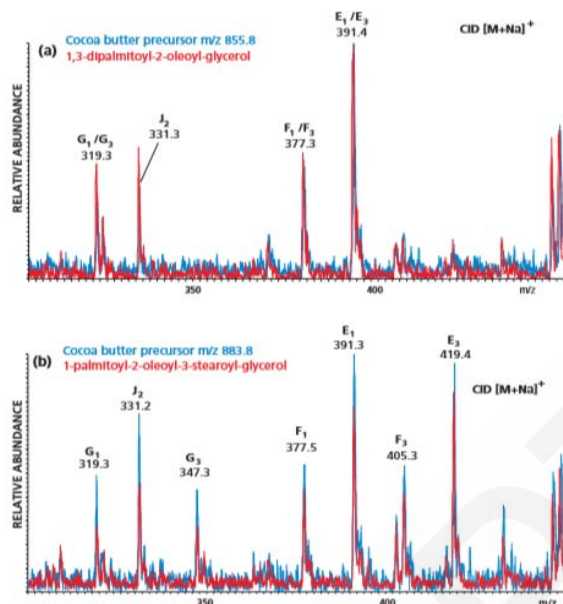 (a)
Cocoa butter precursor m/z 855.8
1,3-dipalmitoyl-2-oleoyl-glycerol
E1 /E3
391.4
CID [M+Na]+
RELATIVE ABUNDANCE
G1 /G3
319.3
J2
331.3
F1 /F3
377.3
350
400
m/z
(b)
Cocoa butter precursor m/z 883.8
1-palmitoyl-2-oleoyl-3-stearoyl-glycerol
E1
391.3
E3
419.4
CID [M+Na]+
RELATIVE ABUNDANCE
J2
331.2
G1
319.3
G3
347.3
F1
377.5
F3
405.3
350
400
m/z